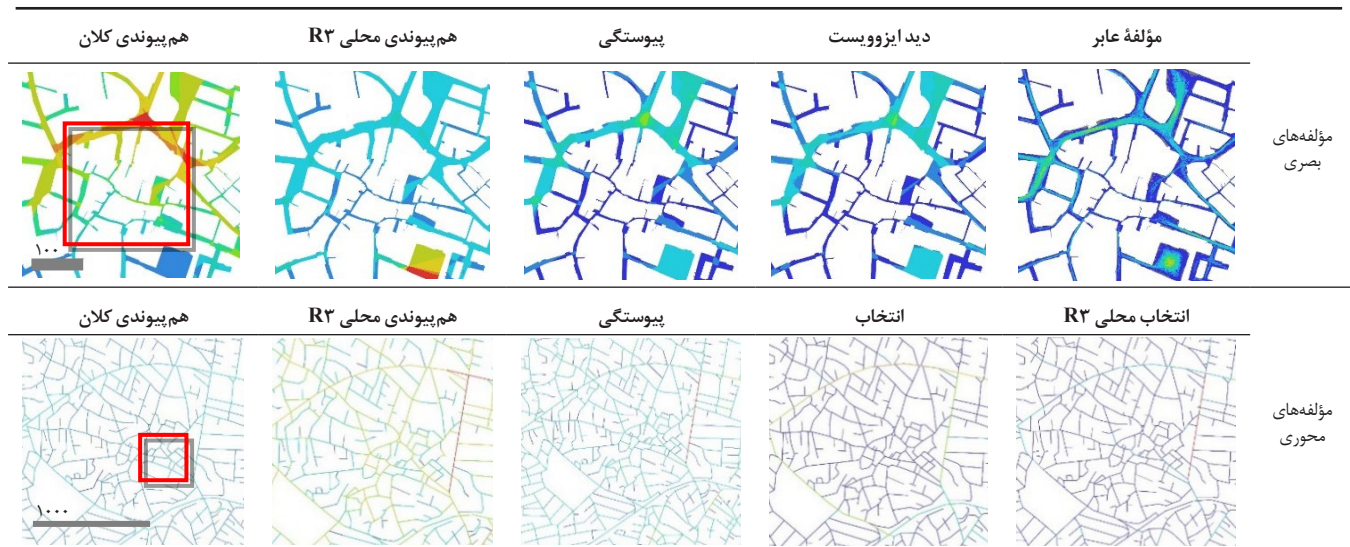 مؤلفهٔ عابر
دید ایزوویست
پیوستگی
هم‌پیوندی محلی R۳
هم‌پیوندی کلان
مؤلفه‌های
بصری
۱۰۰
انتخاب محلی R۳
انتخاب
پیوستگی
هم‌پیوندی محلی R۳
هم‌پیوندی کلان
مؤلفه‌های
محوری
۱۰۰۰